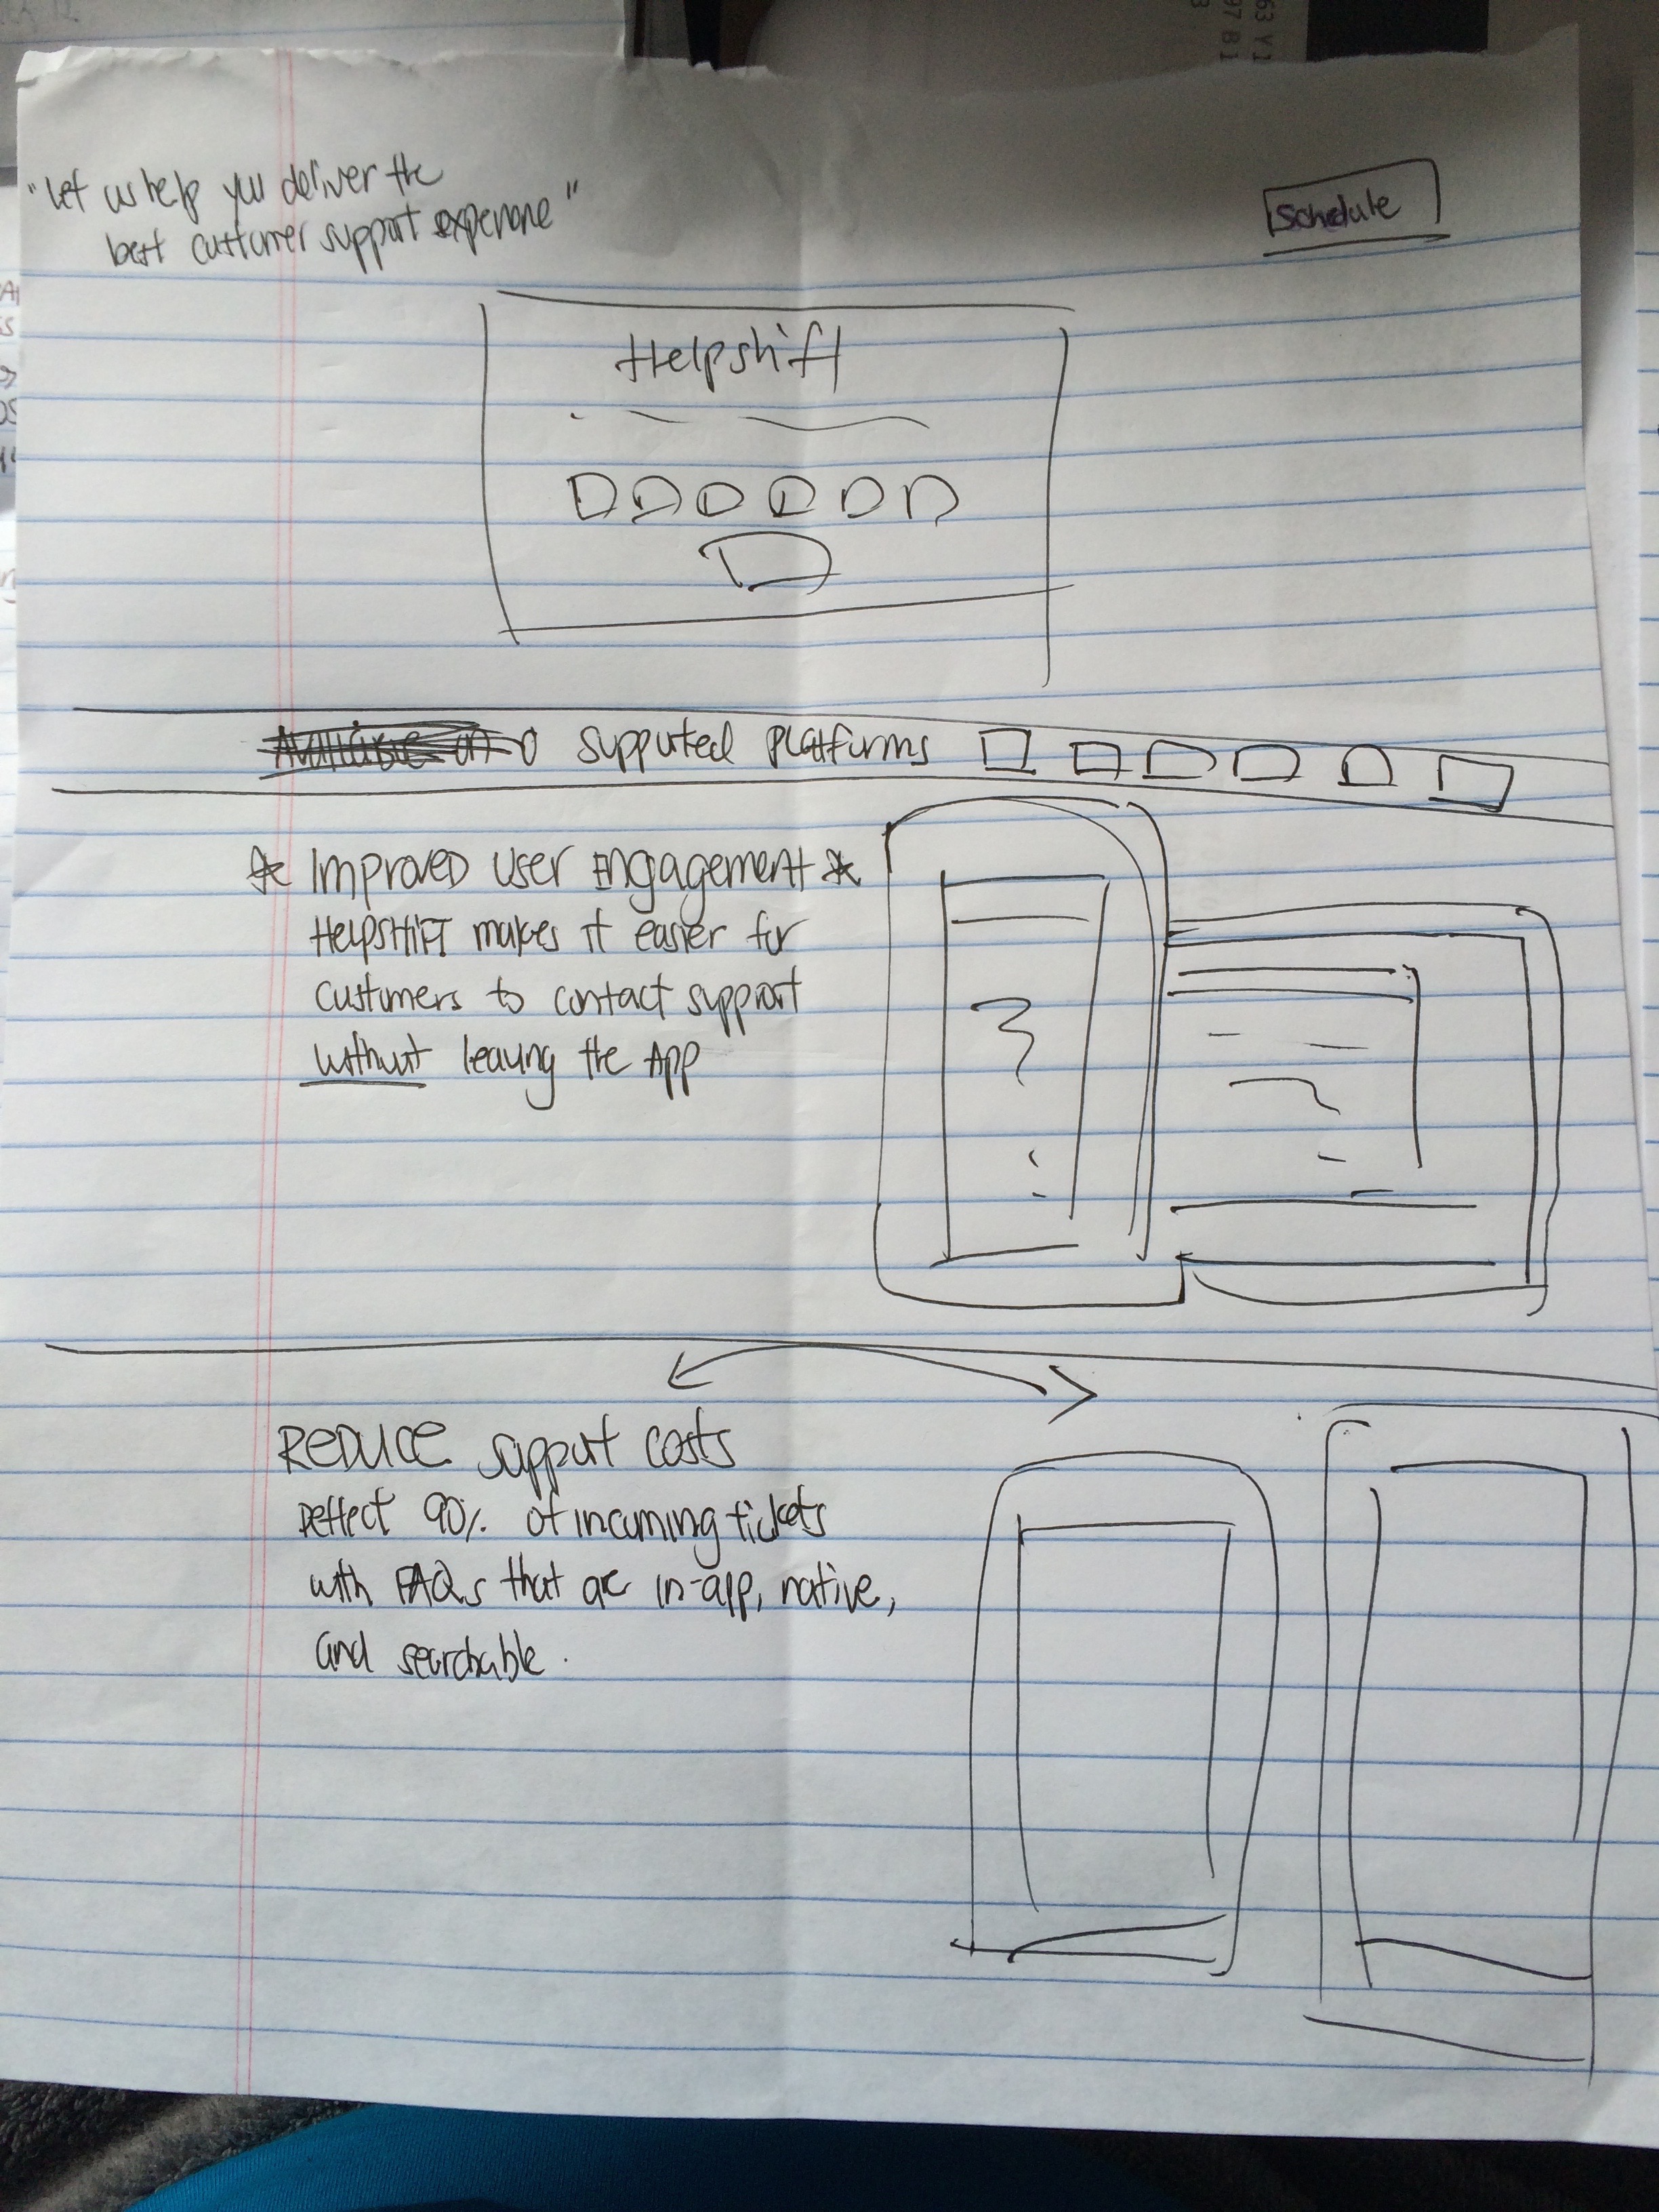 "Let us help you deliver the
best customer support experience"
Schedule
Helpshift
Available on supported platforms
* Improved User Engagement *
HelpSHIFT makes it easier for
customers to contact support
without leaving the App
REDUCE support costs
Deflect 90% of incoming tickets
with FAQs that are in-app, native,
and searchable.